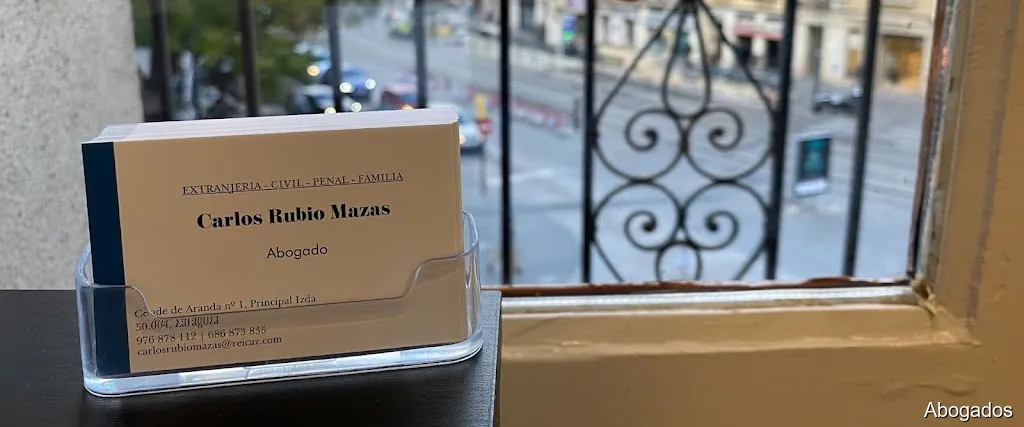 EXTRANJERIA - CIVIL - PENAL - FAMILIA
Carlos Rubio Mazas
Abogado
Conde de Aranda nº 1, Principal Izda
50.004, Zaragoza
976 878 112 | 686 873 835
carlosrubiomazas@reicaz.com
Abogados